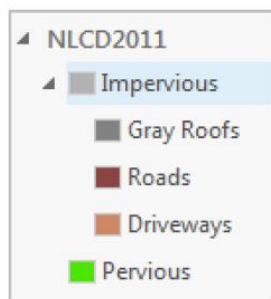 NLCD2011
Impervious
Gray Roofs
Roads
Driveways
Pervious